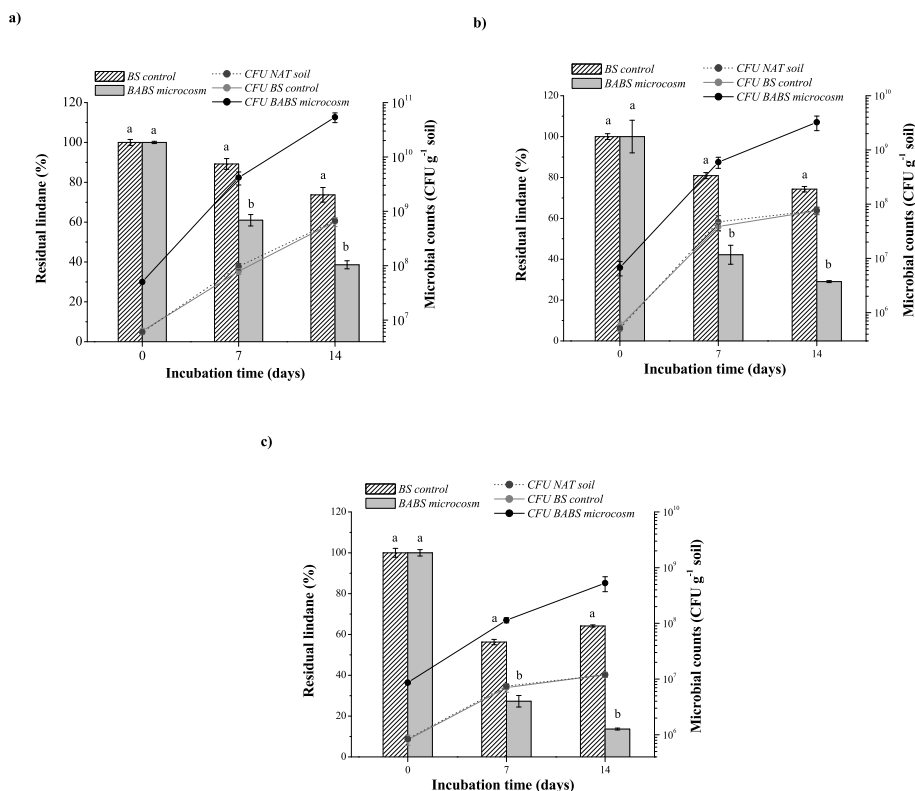 a)
BS control
BABS microcosm
CFU NAT soil
CFU BS control
CFU BABS microcosm
120
100
80
60
40
20
0
Residual lindane (%)
a a
a
b
a
b
10^11
10^10
10^9
10^8
10^7
Microbial counts (CFU g^-1 soil)
0 7 14
Incubation time (days)
b)
BS control
BABS microcosm
CFU NAT soil
CFU BS control
CFU BABS microcosm
120
100
80
60
40
20
0
Residual lindane (%)
a a
a
b
a
b
10^10
10^9
10^8
10^7
10^6
Microbial counts (CFU g^-1 soil)
0 7 14
Incubation time (days)
c)
BS control
BABS microcosm
CFU NAT soil
CFU BS control
CFU BABS microcosm
120
100
80
60
40
20
0
Residual lindane (%)
a a
a
b
a
b
10^10
10^9
10^8
10^7
10^6
Microbial counts (CFU g^-1 soil)
0 7 14
Incubation time (days)